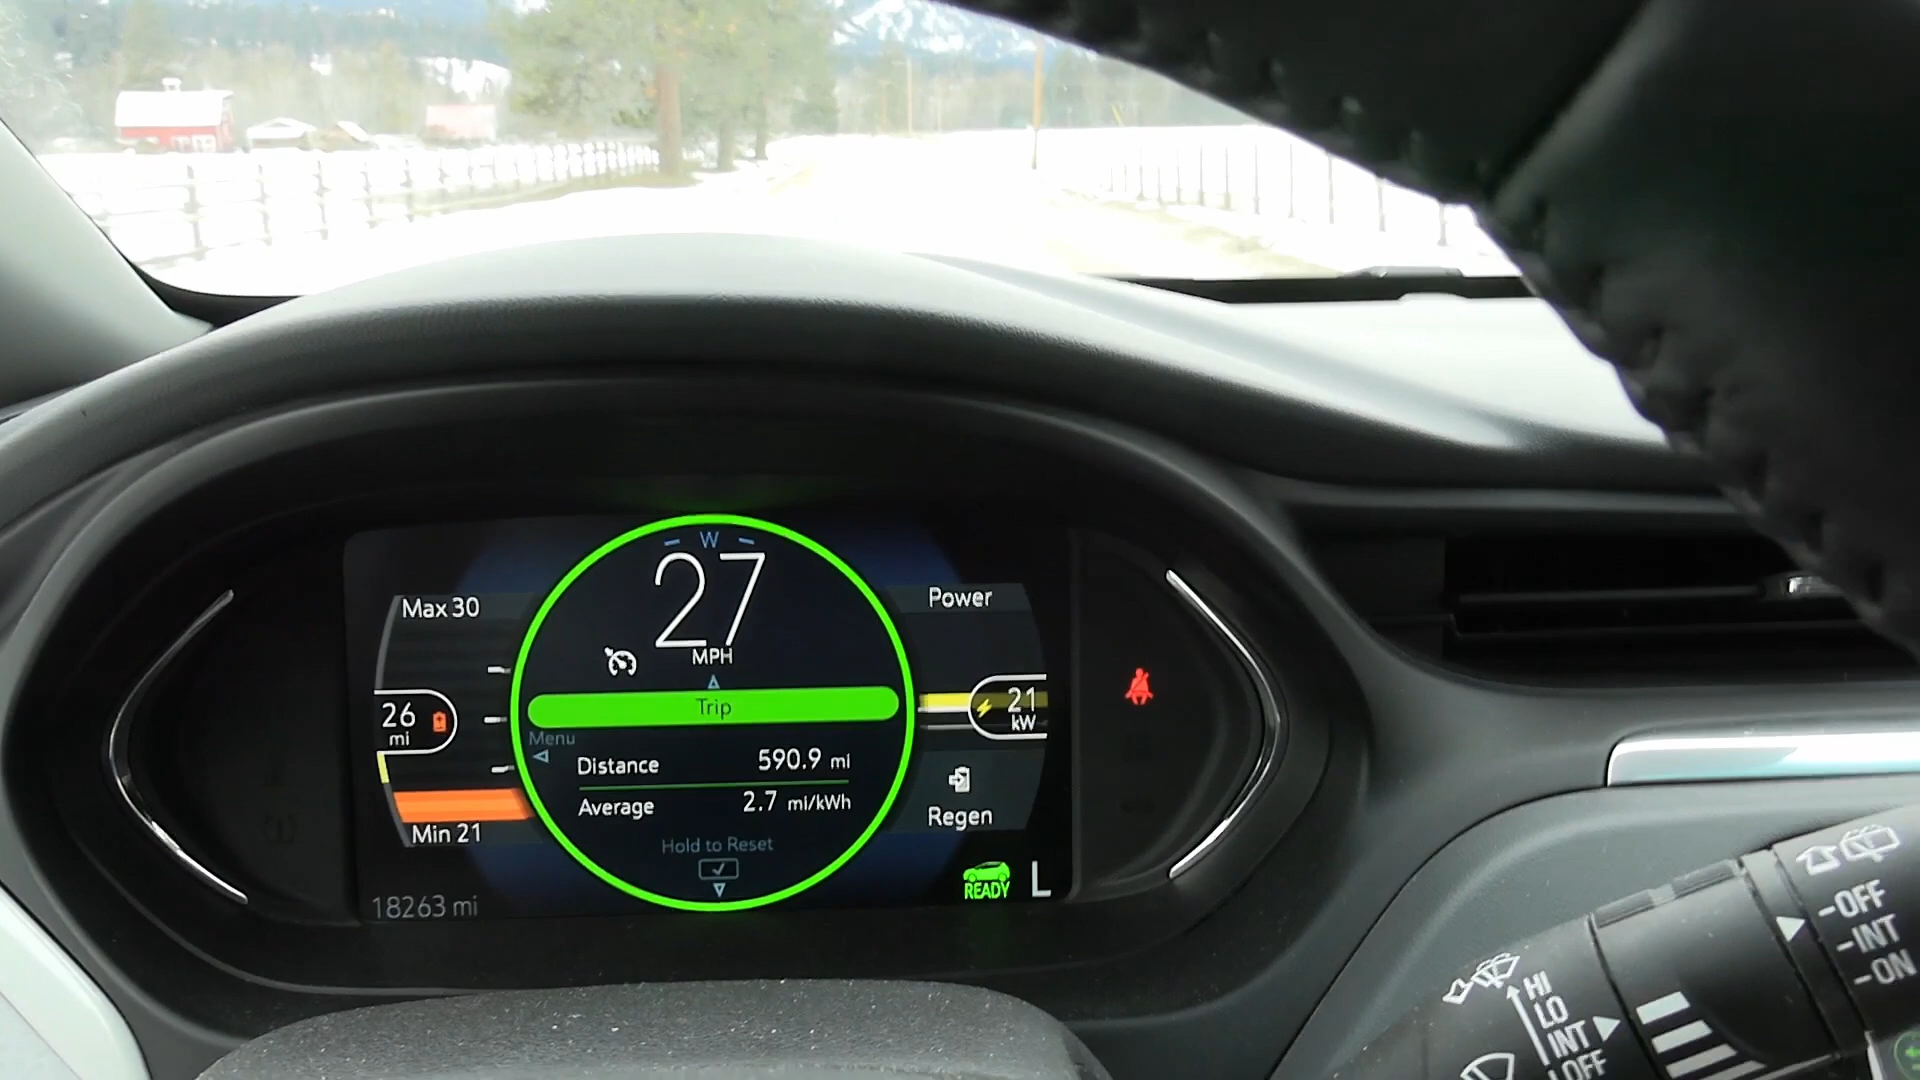 W
27
MPH
Max 30
Power
26
mi
21
kW
Trip
Menu
Distance 590.9 mi
Average 2.7 mi/kWh
Min 21
Regen
Hold to Reset
READY L
18263 mi
-OFF
-INT
-ON
HI
LO
INT
1OFF